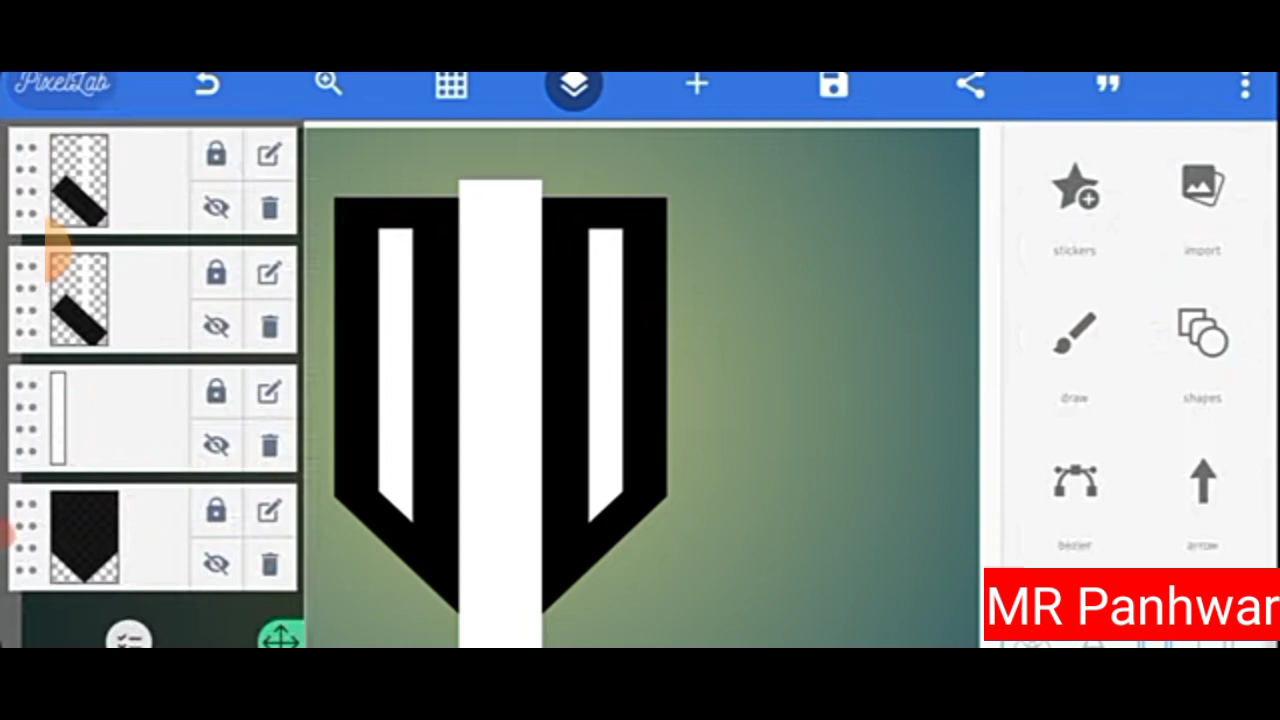 PixelLab
stickers
import
draw
shapes
bezier
arrow
MR Panhwar